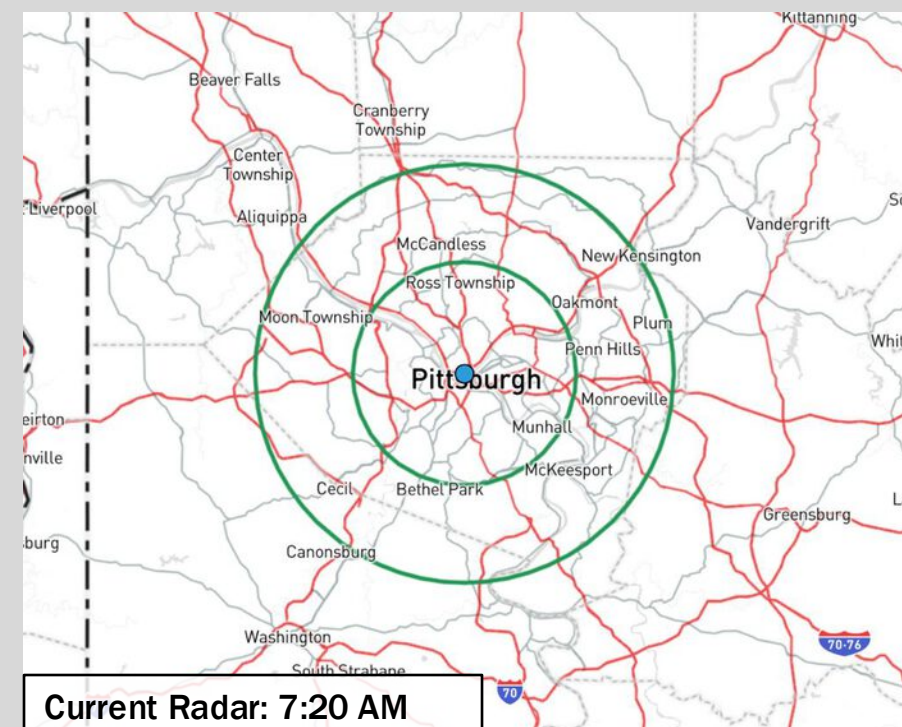 Kittanning
Beaver Falls
Cranberry
Township
Center
Township
Liverpool
Aliquippa
Vandergrift
McCandless
New Kensington
Ross Township
Oakmont
Moon Township
Plum
Penn Hills
Pittsburgh
Monroeville
Munhall
McKeesport
Cecil
Bethel Park
Greensburg
Canonsburg
Washington
South Strabane
70-76
70
Current Radar: 7:20 AM